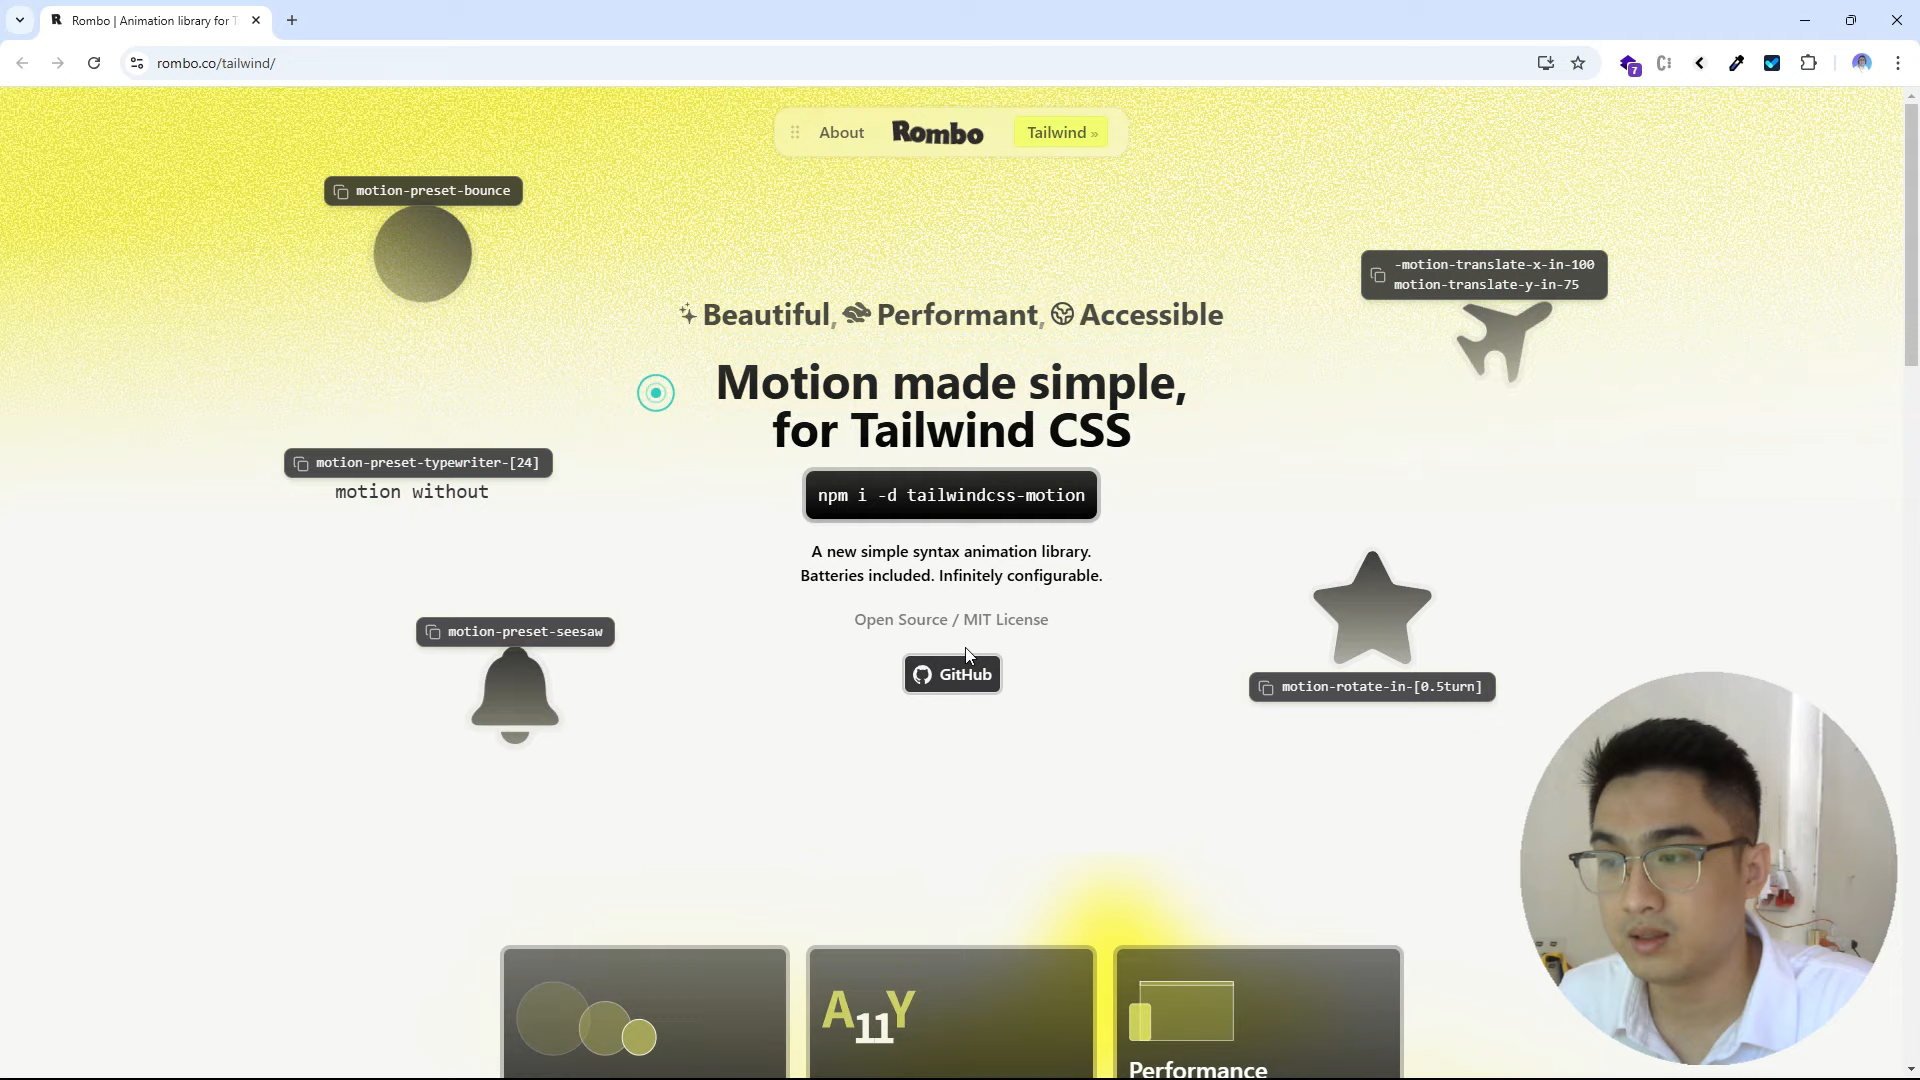 Rombo | Animation library for T
rombo.co/tailwind/
7
About
Rombo
Tailwind »
motion-preset-bounce
-motion-translate-x-in-100
motion-translate-y-in-75
Beautiful, Performant, Accessible
Motion made simple,
for Tailwind CSS
motion-preset-typewriter-[24]
motion without
npm i -d tailwindcss-motion
A new simple syntax animation library.
Batteries included. Infinitely configurable.
Open Source / MIT License
motion-preset-seesaw
GitHub
motion-rotate-in-[0.5turn]
A11Y
Performance